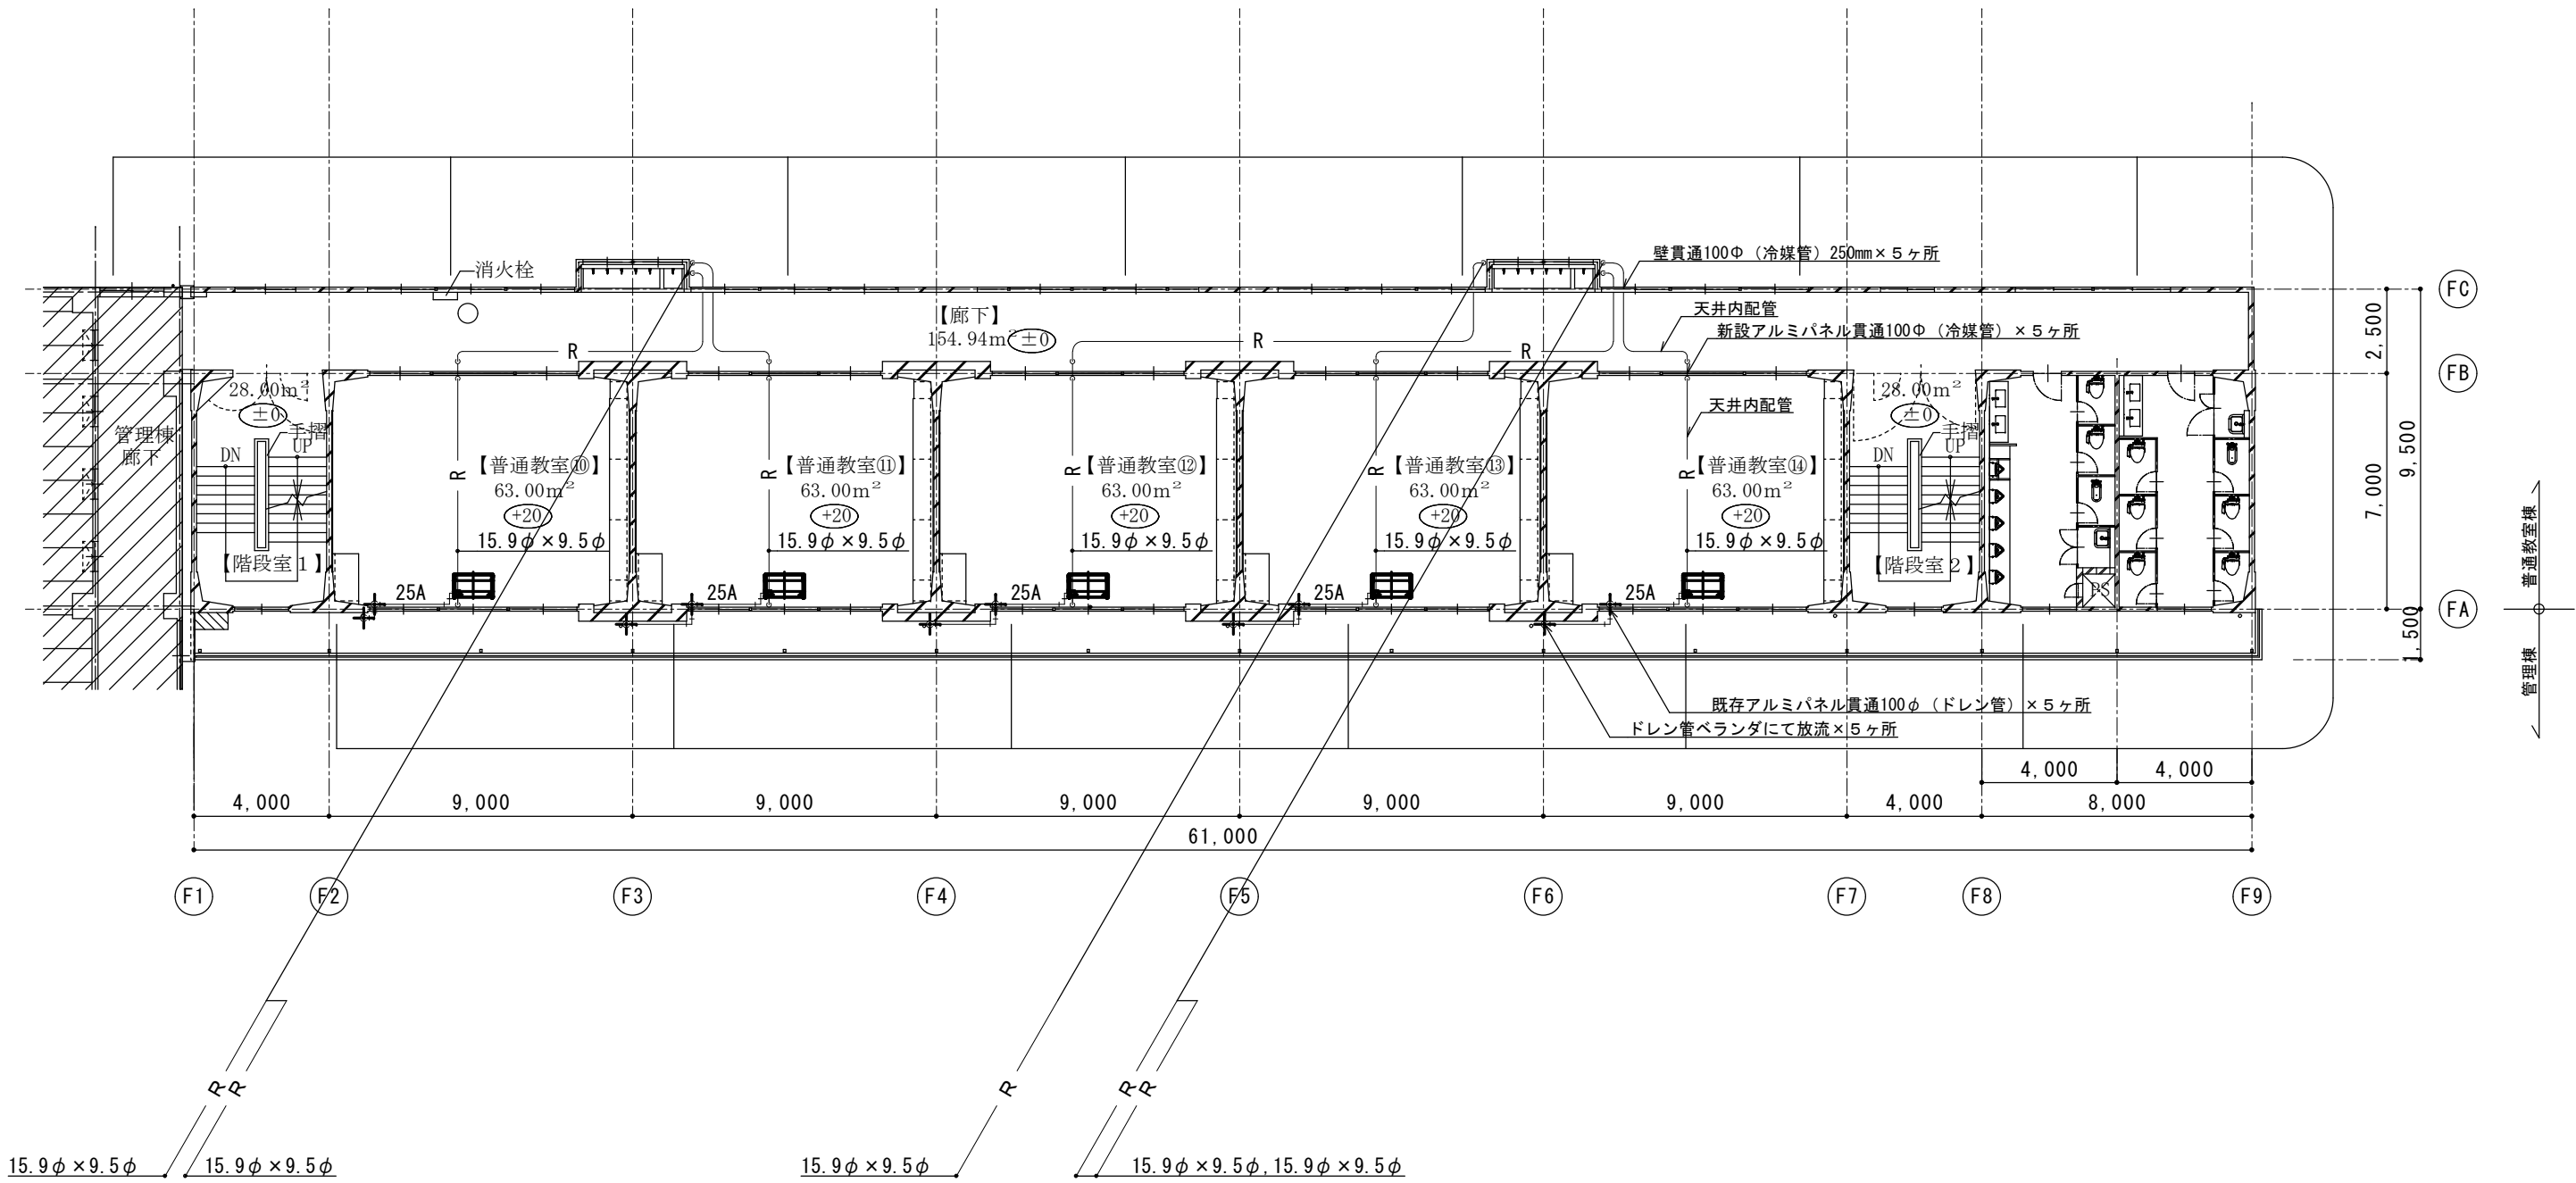 消火栓
壁貫通100Φ（冷媒管）250mm×５ヶ所
FC
【廊下】
154.94m² ±0
天井内配管
新設アルミパネル貫通100Φ（冷媒管）×５ヶ所
2,500
R
R
R
FB
28.00m²
±0
28.00m²
±0
天井内配管
管理棟
廊下
手摺
DN
UP
手摺
DN
UP
R
【普通教室⑩】
63.00m²
+20
15.9φ×9.5φ
R
【普通教室⑪】
63.00m²
+20
15.9φ×9.5φ
R
【普通教室⑫】
63.00m²
+20
15.9φ×9.5φ
R
【普通教室⑬】
63.00m²
+20
15.9φ×9.5φ
R
【普通教室⑭】
63.00m²
+20
15.9φ×9.5φ
7,000
9,500
普通教室棟
管理棟
【階段室１】
【階段室２】
PS
25A
25A
25A
25A
25A
FA
1,500
既存アルミパネル貫通100φ（ドレン管）×５ヶ所
ドレン管ベランダにて放流×５ヶ所
4,000
4,000
4,000
9,000
9,000
9,000
9,000
9,000
4,000
8,000
61,000
F1
F2
F3
F4
F5
F6
F7
F8
F9
R
R
R
R
R
15.9φ×9.5φ
15.9φ×9.5φ
15.9φ×9.5φ
15.9φ×9.5φ,15.9φ×9.5φ